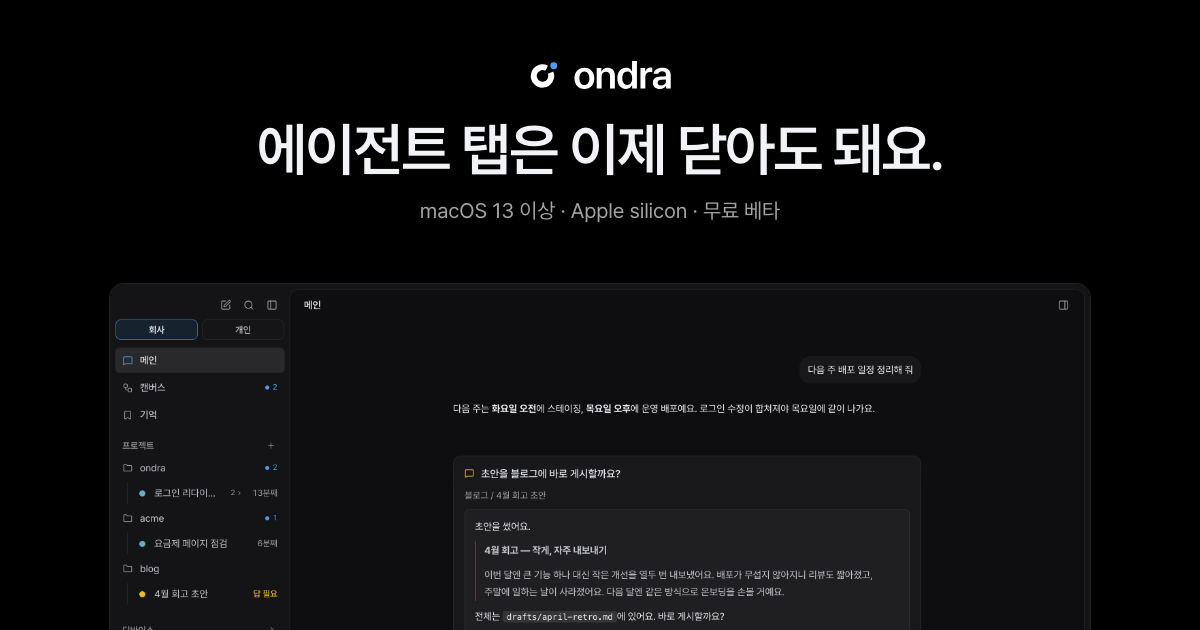 ondra
에이전트 탭은 이제 닫아도 돼요.
macOS 13 이상 · Apple silicon · 무료 베타
회사
개인
메인
캔버스
2
기억
프로젝트
+
ondra
2
로그인 리다이...
2 ›
13분째
acme
1
요금제 페이지 점검
6분째
blog
4월 회고 초안
답 필요
디바이스
메인
다음 주 배포 일정 정리해 줘
다음 주는 화요일 오전에 스테이징, 목요일 오후에 운영 배포예요. 로그인 수정이 합쳐져야 목요일에 같이 나가요.
초안을 블로그에 바로 게시할까요?
블로그 / 4월 회고 초안
초안을 썼어요.
4월 회고 — 작게, 자주 내보내기
이번 달엔 큰 기능 하나 대신 작은 개선을 열두 번 내보냈어요. 배포가 무섭지 않아지니 리뷰도 짧아졌고,
주말에 일하는 날이 사라졌어요. 다음 달엔 같은 방식으로 온보딩을 손볼 거예요.
전체는 drafts/april-retro.md 에 있어요. 바로 게시할까요?